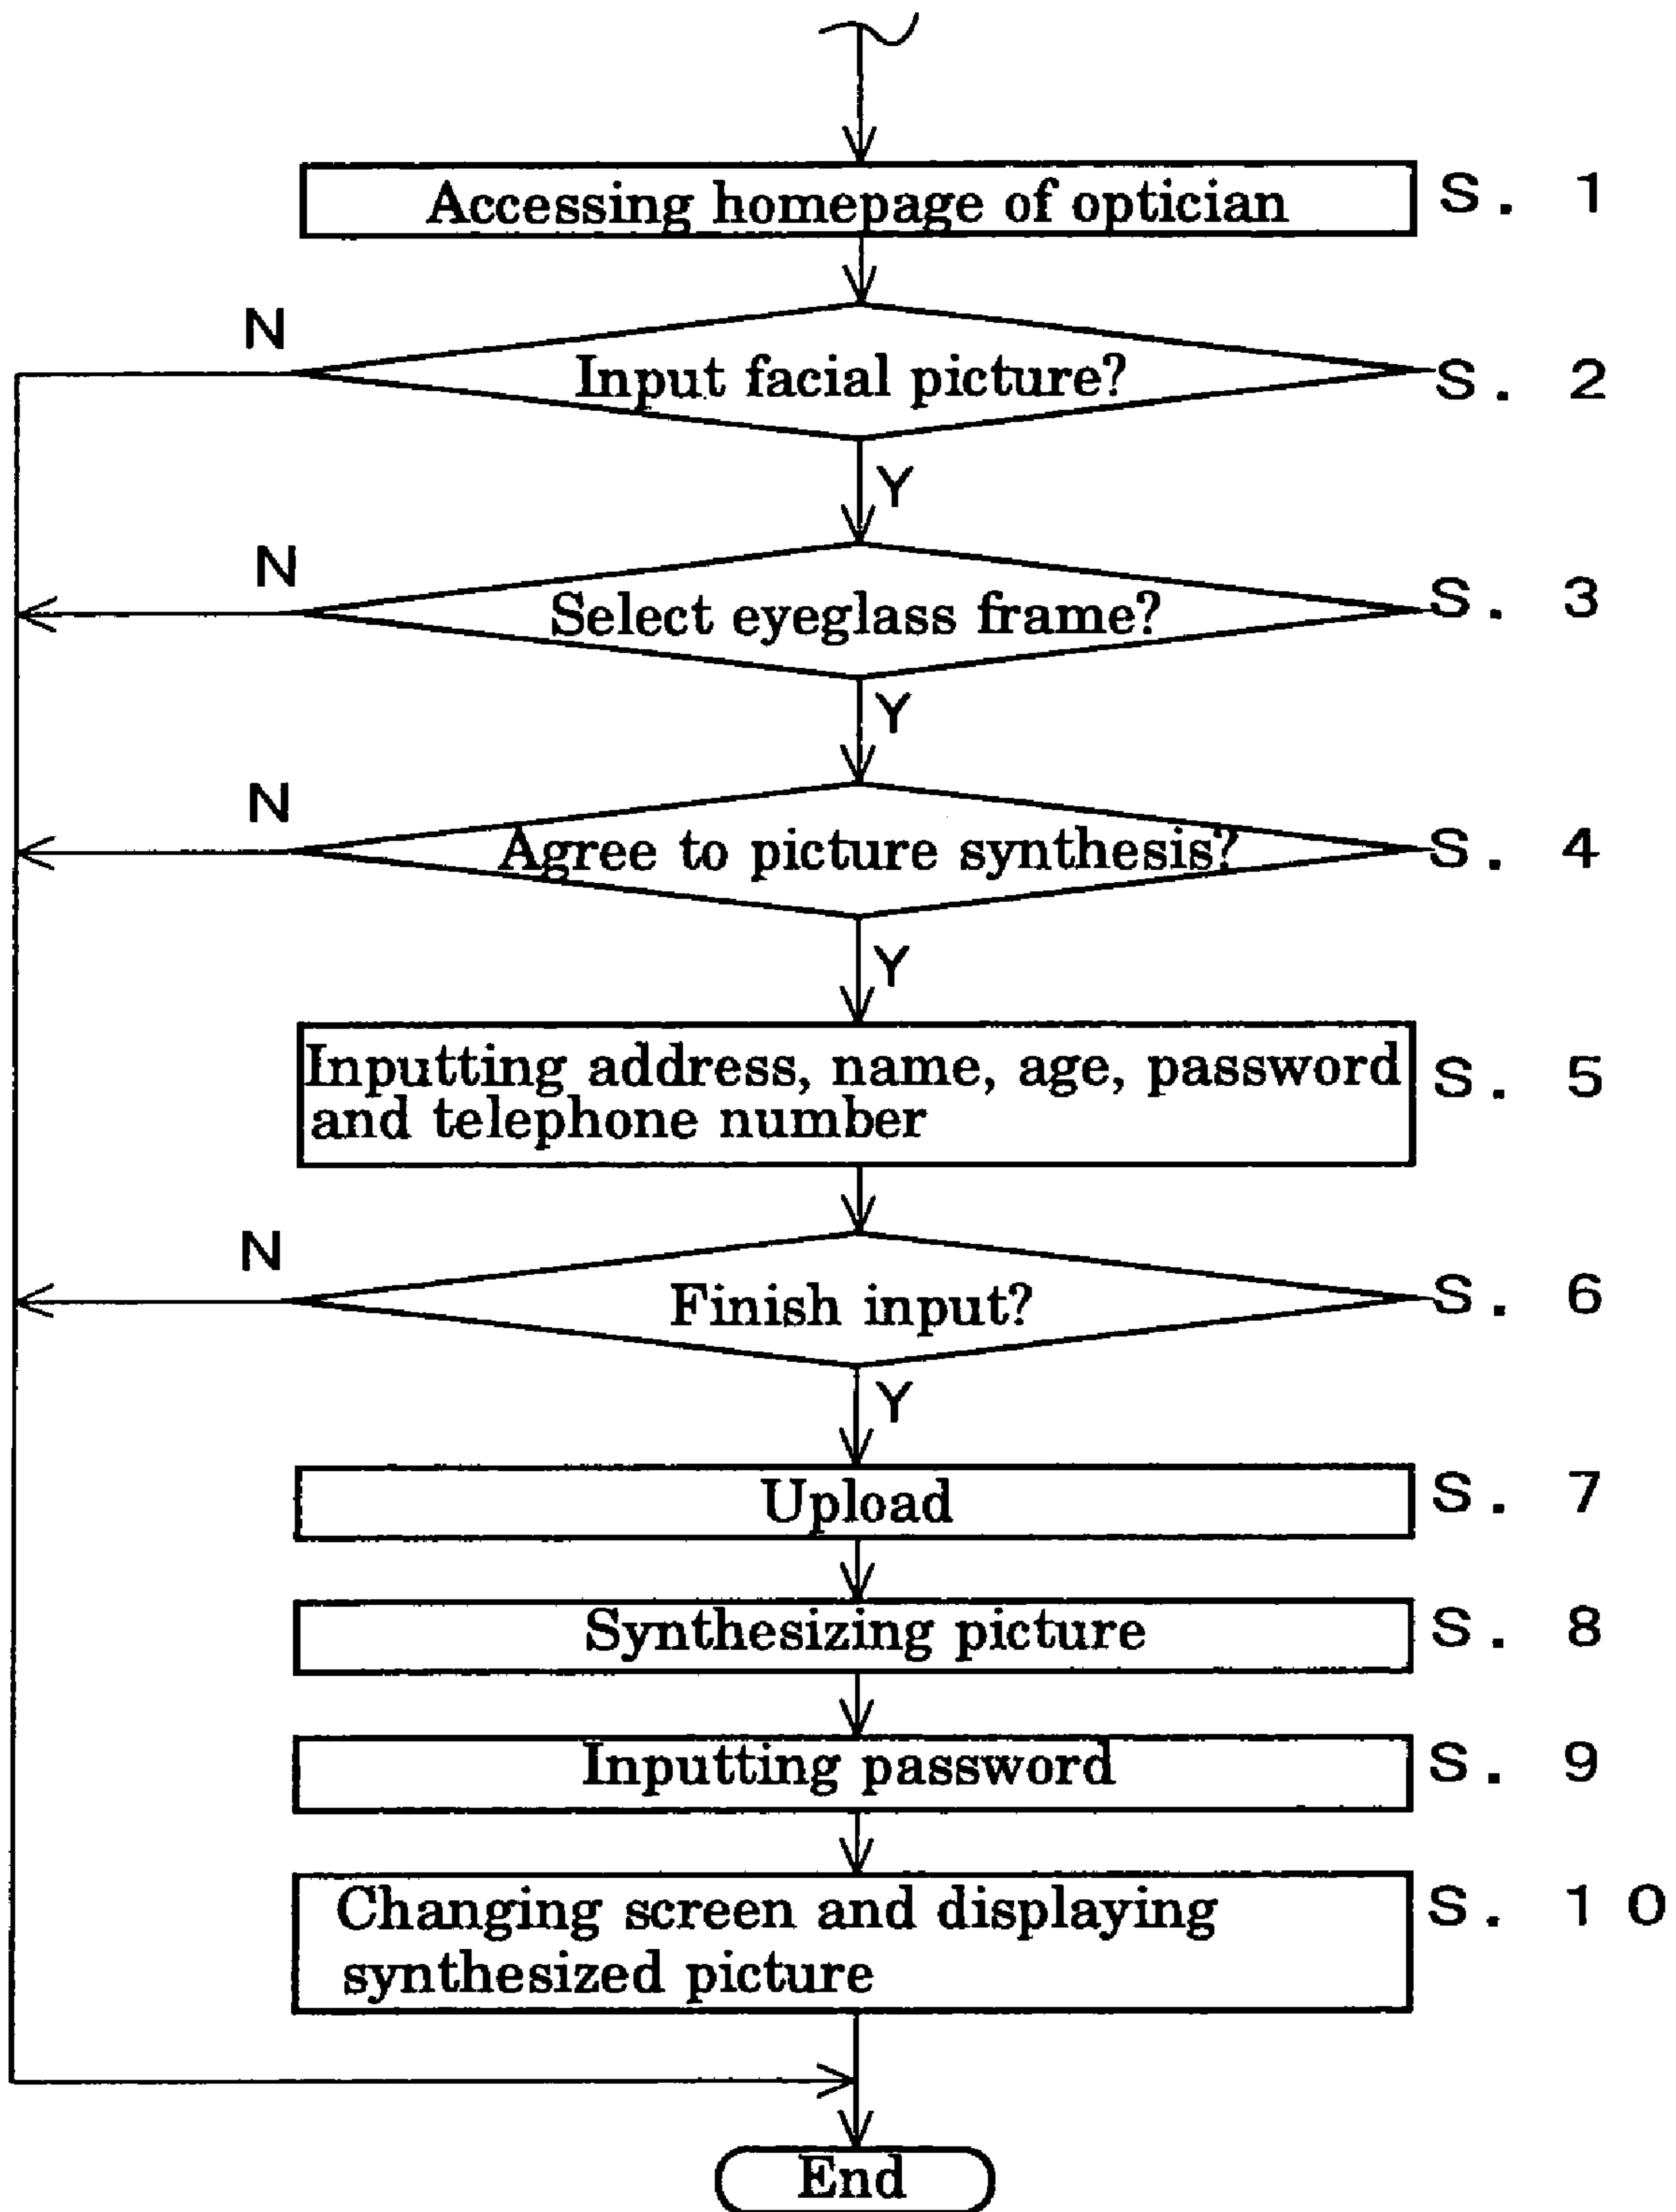 Accessing homepage of optician S. 1
N
Input facial picture? S. 2
Y
N
Select eyeglass frame? S. 3
Y
N
Agree to picture synthesis? S. 4
Y
Inputting address, name, age, password S. 5
and telephone number
N
Finish input? S. 6
Y
Upload S. 7
Synthesizing picture S. 8
Inputting password S. 9
Changing screen and displaying S. 10
synthesized picture
End